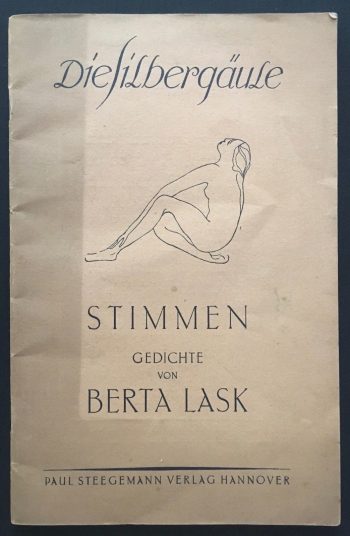 Die Silbergäule
STIMMEN
GEDICHTE
VON
BERTA LASK
PAUL STEEGEMANN VERLAG HANNOVER